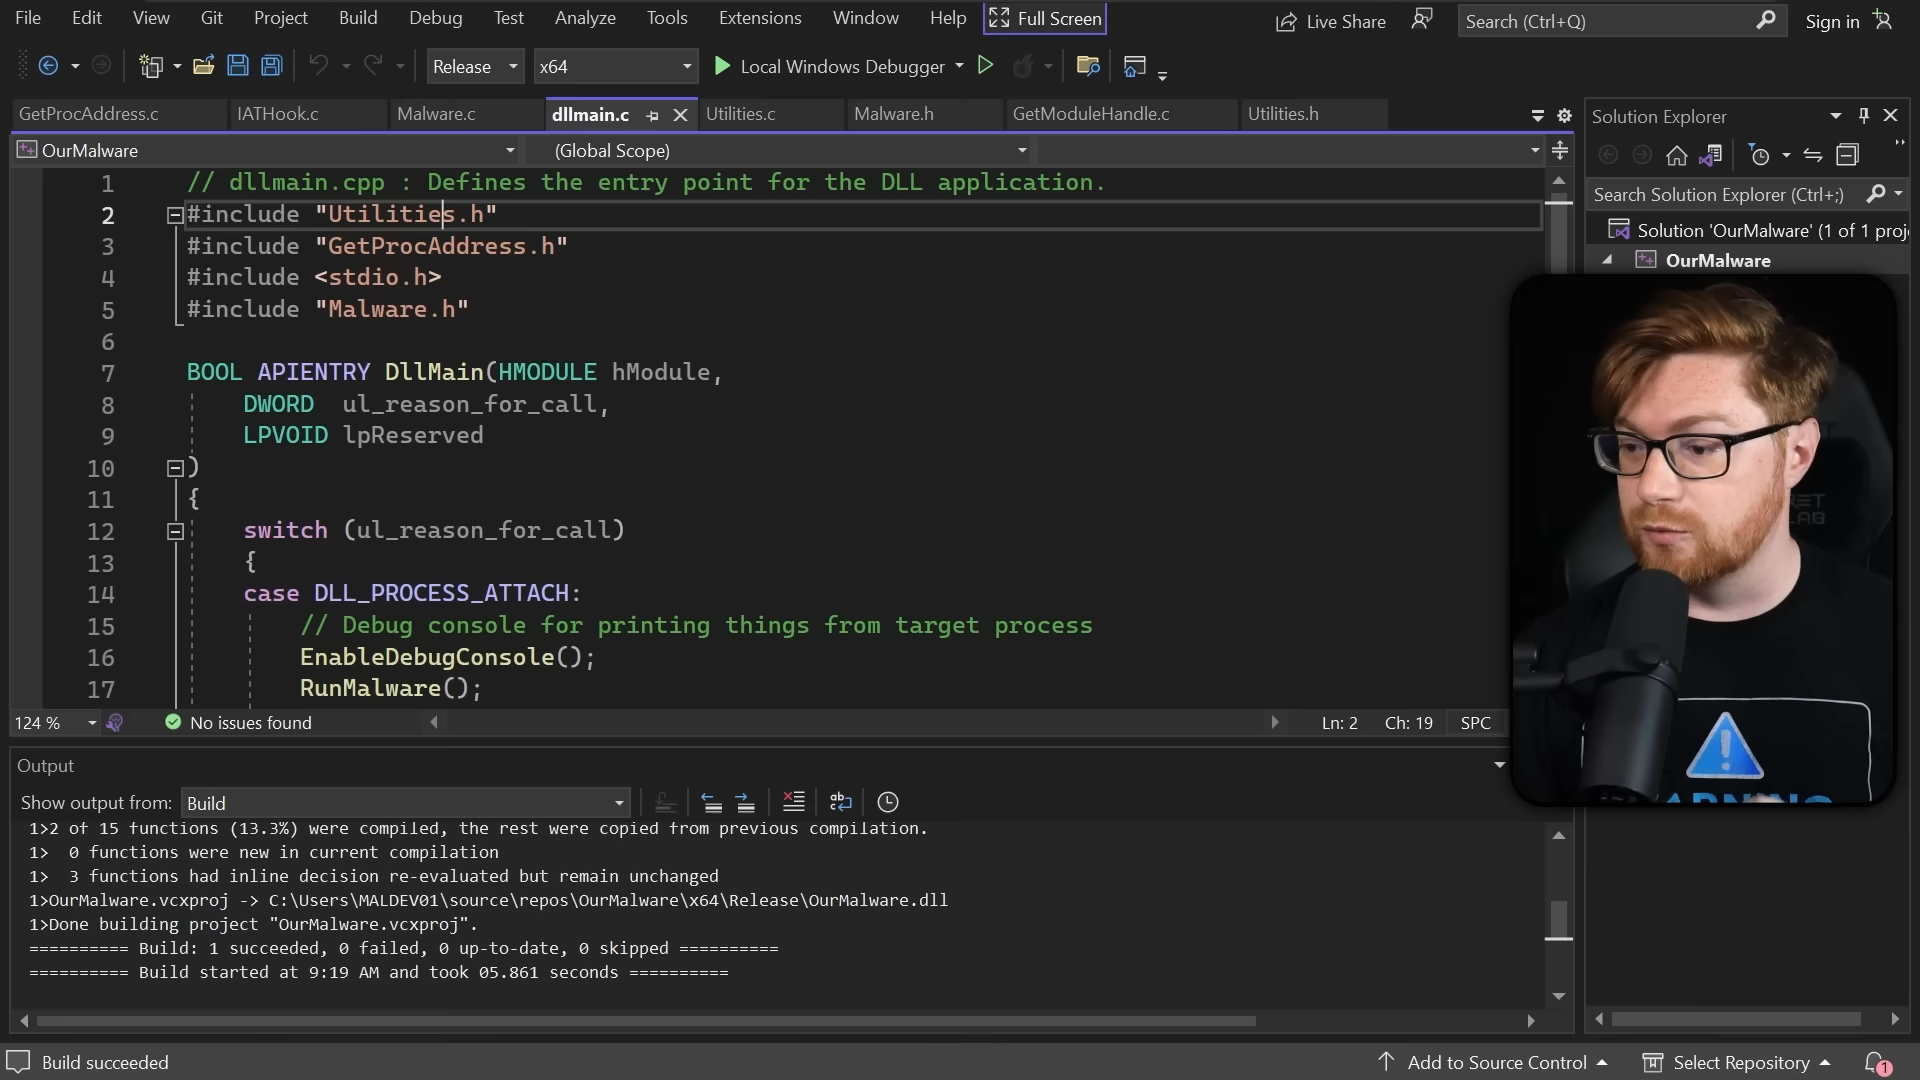 File Edit View Git Project Build Debug Test Analyze Tools Extensions Window Help Full Screen Live Share Search (Ctrl+Q) Sign in
Release x64 Local Windows Debugger
GetProcAddress.c IATHook.c Malware.c dllmain.c Utilities.c Malware.h GetModuleHandle.c Utilities.h
Solution Explorer
OurMalware (Global Scope)
Search Solution Explorer (Ctrl+;)
Solution 'OurMalware' (1 of 1 proj
OurMalware
1 // dllmain.cpp : Defines the entry point for the DLL application.
2 #include "Utilities.h"
3 #include "GetProcAddress.h"
4 #include <stdio.h>
5 #include "Malware.h"
6
7 BOOL APIENTRY DllMain(HMODULE hModule,
8 DWORD  ul_reason_for_call,
9 LPVOID lpReserved
10 )
11 {
12 switch (ul_reason_for_call)
13 {
14 case DLL_PROCESS_ATTACH:
15 // Debug console for printing things from target process
16 EnableDebugConsole();
17 RunMalware();
124 % No issues found Ln: 2 Ch: 19 SPC
Output
Show output from: Build
1>2 of 15 functions (13.3%) were compiled, the rest were copied from previous compilation.
1>  0 functions were new in current compilation
1>  3 functions had inline decision re-evaluated but remain unchanged
1>OurMalware.vcxproj -> C:\Users\MALDEV01\source\repos\OurMalware\x64\Release\OurMalware.dll
1>Done building project "OurMalware.vcxproj".
========== Build: 1 succeeded, 0 failed, 0 up-to-date, 0 skipped ==========
========== Build started at 9:19 AM and took 05.861 seconds ==========
Build succeeded Add to Source Control Select Repository 1